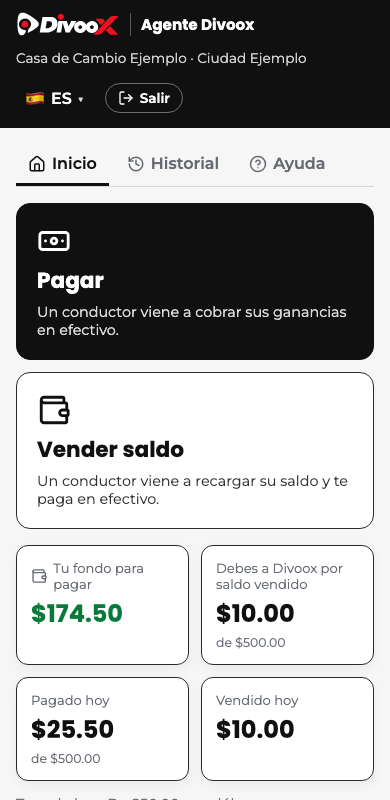 DivooX
Agente Divoox
Casa de Cambio Ejemplo · Ciudad Ejemplo
ES ▾
Salir
Inicio
Historial
Ayuda
Pagar
Un conductor viene a cobrar sus ganancias
en efectivo.
Vender saldo
Un conductor viene a recargar su saldo y te
paga en efectivo.
Tu fondo para
pagar
$174.50
Debes a Divoox por
saldo vendido
$10.00
de $500.00
Pagado hoy
$25.50
de $500.00
Vendido hoy
$10.00